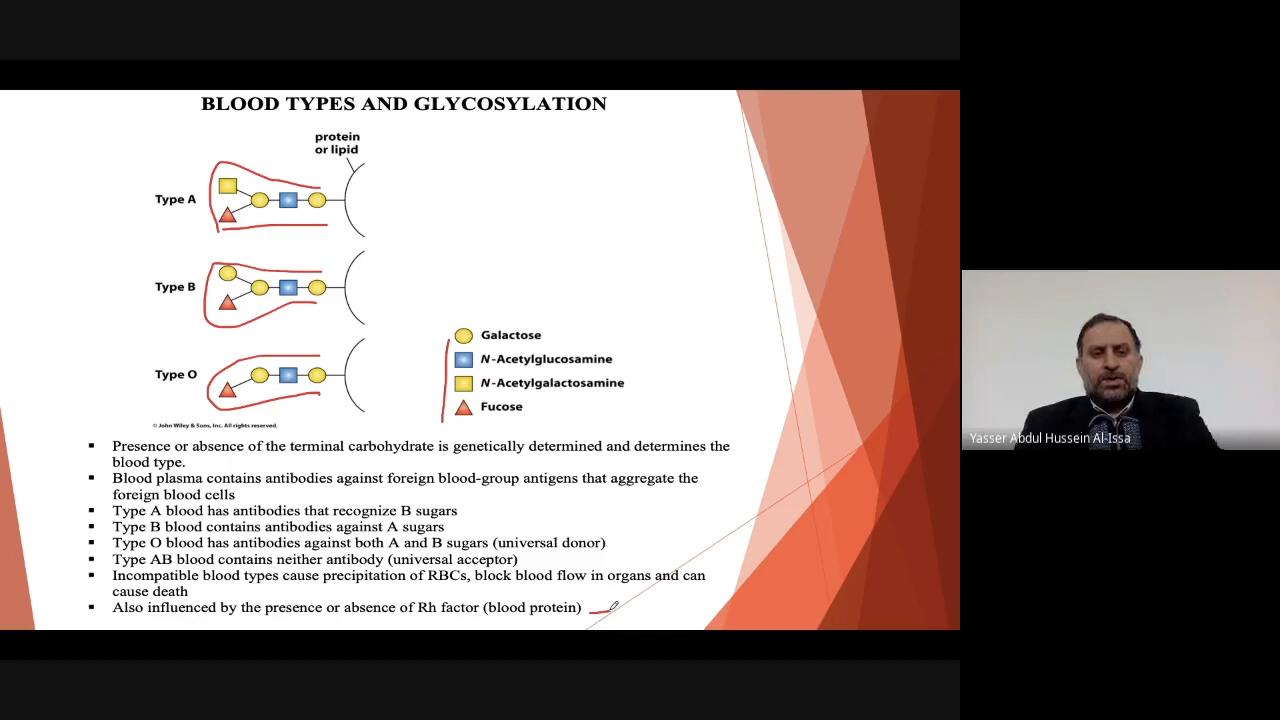 BLOOD TYPES AND GLYCOSYLATION
protein
or lipid
Type A
Type B
Type O
Galactose
N-Acetylglucosamine
N-Acetylgalactosamine
Fucose
© John Wiley & Sons, Inc. All rights reserved.
▪ Presence or absence of the terminal carbohydrate is genetically determined and determines the
blood type.
▪ Blood plasma contains antibodies against foreign blood-group antigens that aggregate the
foreign blood cells
▪ Type A blood has antibodies that recognize B sugars
▪ Type B blood contains antibodies against A sugars
▪ Type O blood has antibodies against both A and B sugars (universal donor)
▪ Type AB blood contains neither antibody (universal acceptor)
▪ Incompatible blood types cause precipitation of RBCs, block blood flow in organs and can
cause death
▪ Also influenced by the presence or absence of Rh factor (blood protein)
Yasser Abdul Hussein Al-Issa